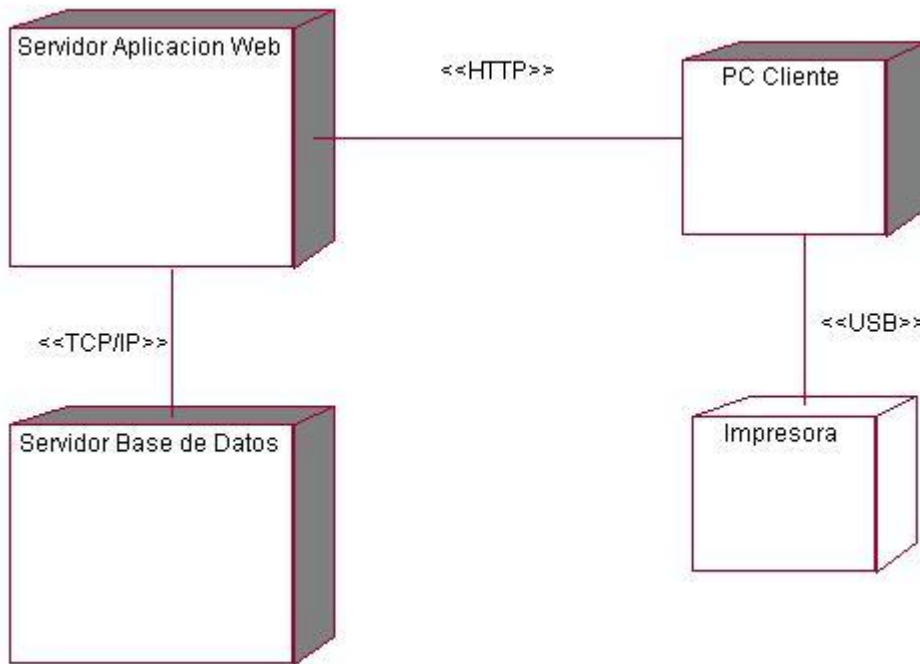 Servidor Aplicacion Web
<<HTTP>>
PC Cliente
<<TCP/IP>>
<<USB>>
Servidor Base de Datos
Impresora